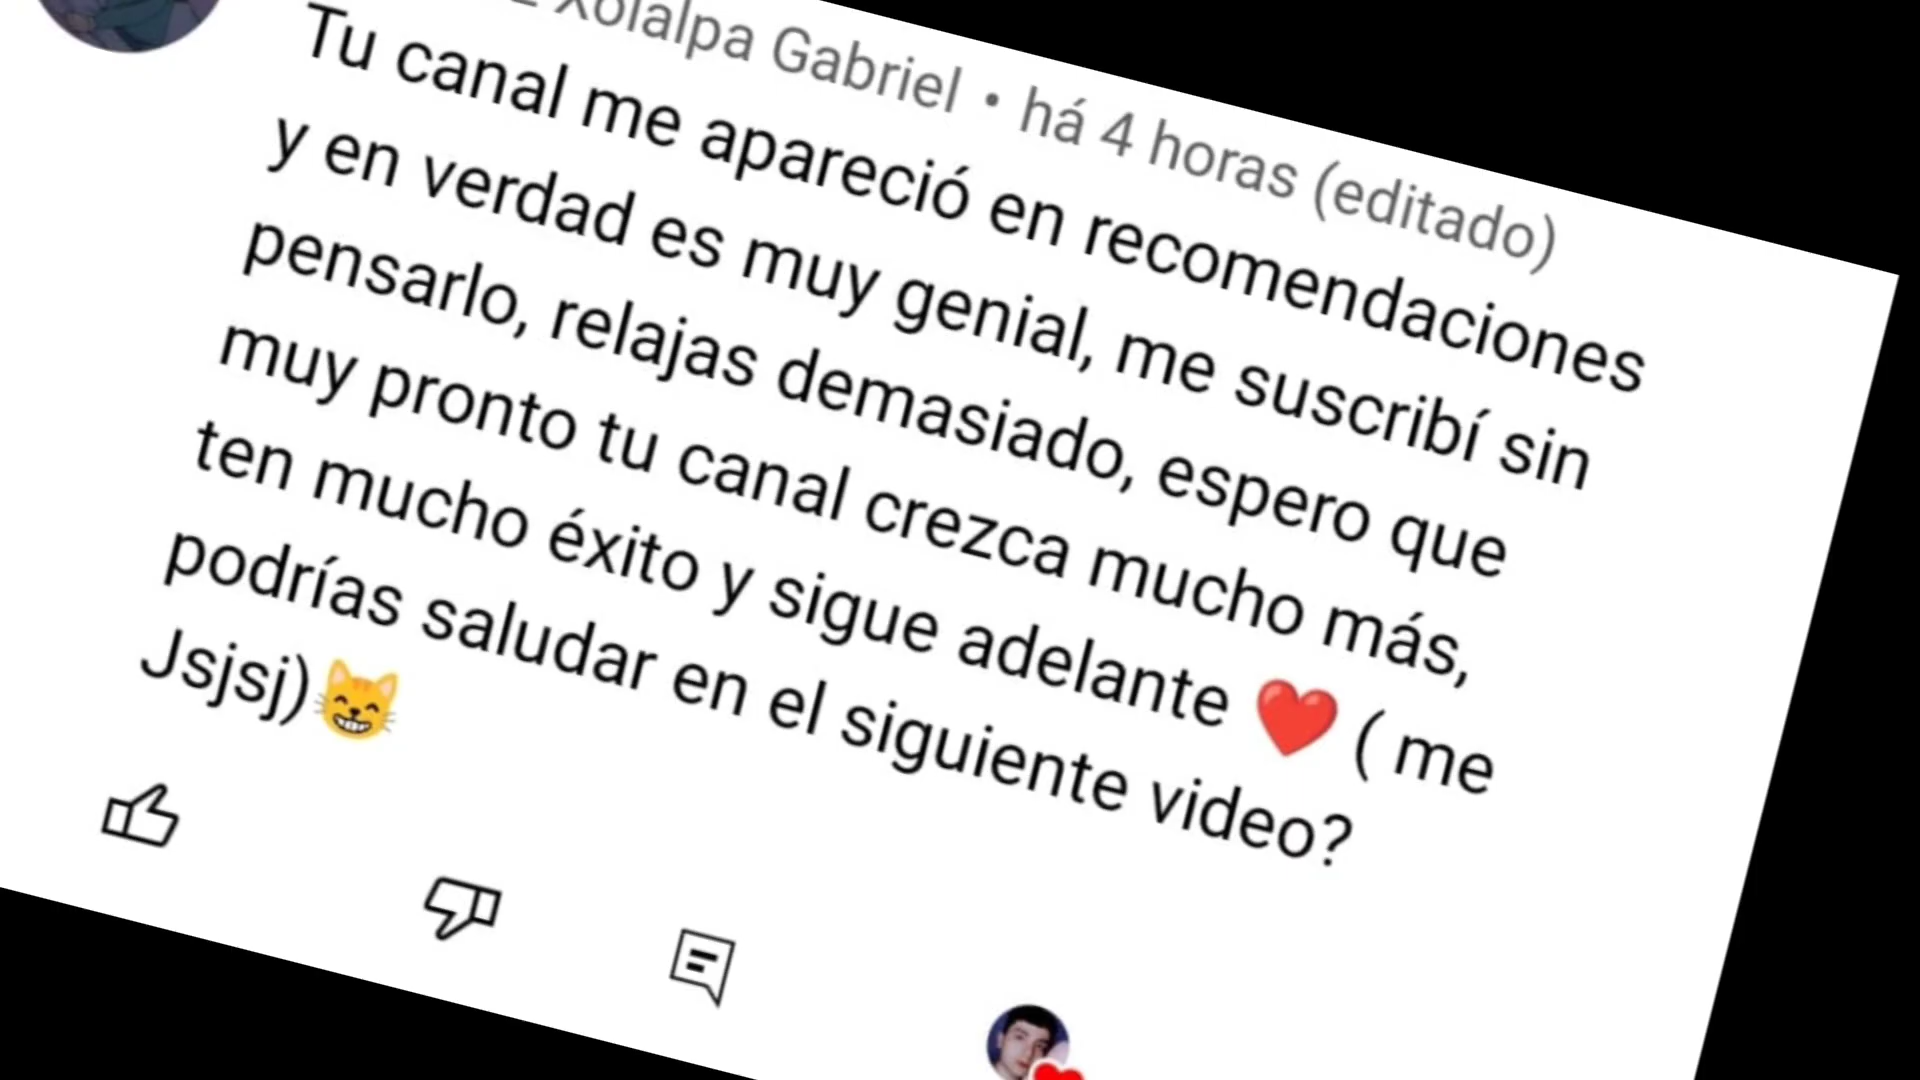 Xolalpa Gabriel • há 4 horas (editado)
Tu canal me apareció en recomendaciones
y en verdad es muy genial, me suscribí sin
pensarlo, relajas demasiado, espero que
muy pronto tu canal crezca mucho más,
ten mucho éxito y sigue adelante ❤️ ( me
podrías saludar en el siguiente video?
Jsjsj)😸